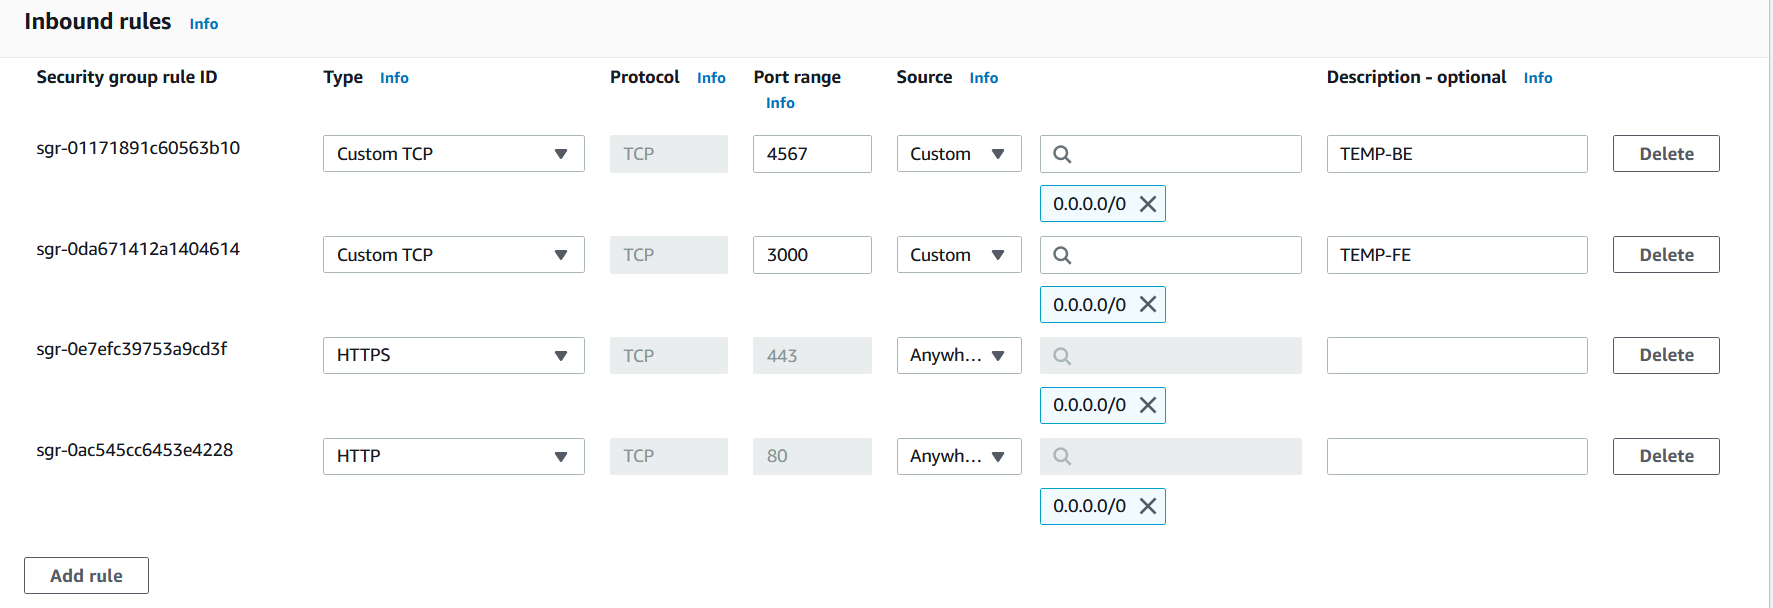 Inbound rules Info
Security group rule ID Type Info Protocol Info Port range Info Source Info Description - optional Info
sgr-01171891c60563b10 Custom TCP TCP 4567 Custom TEMP-BE Delete
0.0.0.0/0
sgr-0da671412a1404614 Custom TCP TCP 3000 Custom TEMP-FE Delete
0.0.0.0/0
sgr-0e7efc39753a9cd3f HTTPS TCP 443 Anywh... Delete
0.0.0.0/0
sgr-0ac545cc6453e4228 HTTP TCP 80 Anywh... Delete
0.0.0.0/0
Add rule